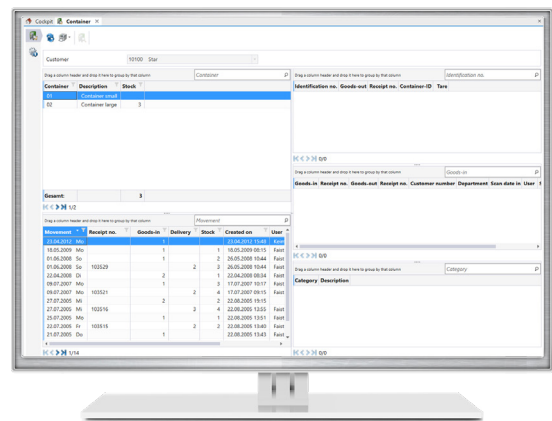 Cockpit Container ×
Customer 10100 Star
Drag a column header and drop it here to group by that column Container
Container Description Stock
01 Container small
02 Container large 3
Gesamt: 3
1/2
Drag a column header and drop it here to group by that column Movement
Movement Receipt no. Goods-in Delivery Stock Created on User
23.04.2012 Mo 1 23.04.2012 15:48
18.05.2009 Mo 1 1 18.05.2009 08:15 Faist
01.06.2008 So 2 26.05.2008 10:44 Faist
01.06.2008 So 103529 2 3 26.05.2008 10:44 Faist
22.04.2008 Di 2 1 22.04.2008 08:34 Faist
09.07.2007 Mo 1 3 17.07.2007 10:17 Faist
09.07.2007 Mo 103521 2 4 17.07.2007 09:15 Faist
27.05.2005 Mi 2 2 22.08.2005 19:15 Faist
27.05.2005 Mi 103516 3 4 22.08.2005 13:55 Faist
25.07.2005 Mo 1 1 22.08.2005 13:51 Faist
22.07.2005 Fr 103515 2 2 22.08.2005 13:40 Faist
21.07.2005 Do 1 22.08.2005 13:43 Faist
1/14
Drag a column header and drop it here to group by that column Identification no.
Identification no. Goods-out Receipt no. Container-ID Tare
0/0
Drag a column header and drop it here to group by that column Goods-in
Goods-in Receipt no. Goods-out Receipt no. Customer number Department Scan date in User
0/0
Drag a column header and drop it here to group by that column Category
Category Description
0/0